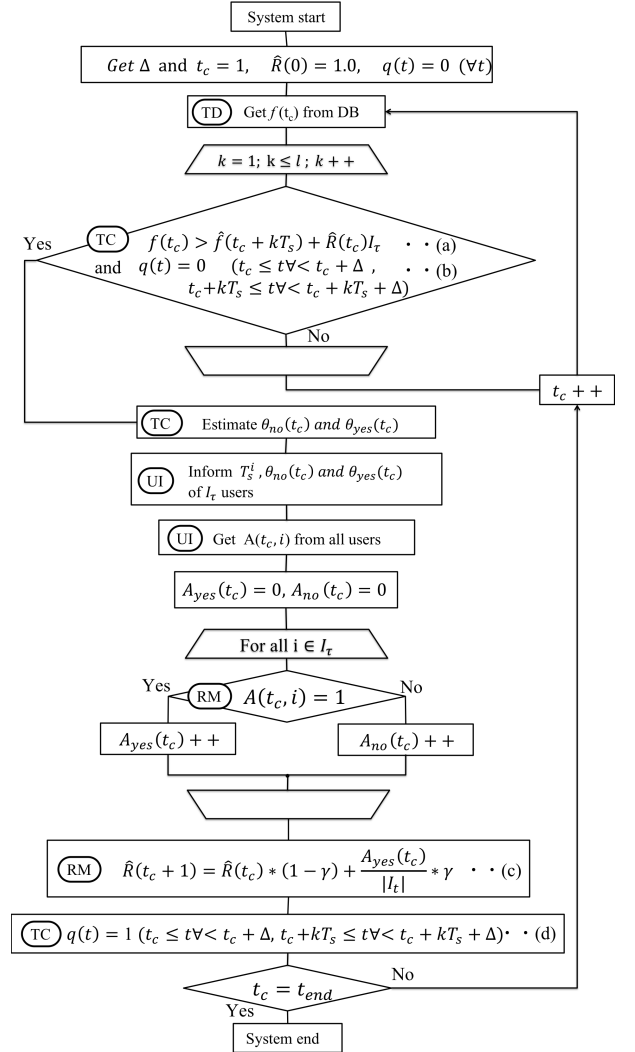 System start
Get Δ and t_c = 1, R̂(0) = 1.0, q(t) = 0 (∀t)
TD Get f(t_c) from DB
k = 1; k ≤ l ; k ++
Yes
TC f(t_c) > f̂(t_c + kT_s) + R̂(t_c)I_τ ・・(a)
and q(t) = 0 (t_c ≤ t∀< t_c + Δ , ・・(b)
t_c+kT_s ≤ t∀< t_c + kT_s + Δ)
No
t_c ++
TC Estimate θ_no(t_c) and θ_yes(t_c)
UI Inform T_s^i ,θ_no(t_c) and θ_yes(t_c)
of I_τ users
UI Get A(t_c, i) from all users
A_yes(t_c) = 0, A_no(t_c) = 0
For all i ∈ I_τ
Yes
RM A(t_c, i) = 1
No
A_yes(t_c) ++
A_no(t_c) ++
RM R̂(t_c + 1) = R̂(t_c) * (1 − γ) + A_yes(t_c) / |I_t| * γ ・・(c)
TC q(t) = 1 (t_c ≤ t∀< t_c + Δ, t_c+kT_s ≤ t∀< t_c + kT_s + Δ)・・(d)
t_c = t_end
No
Yes
System end